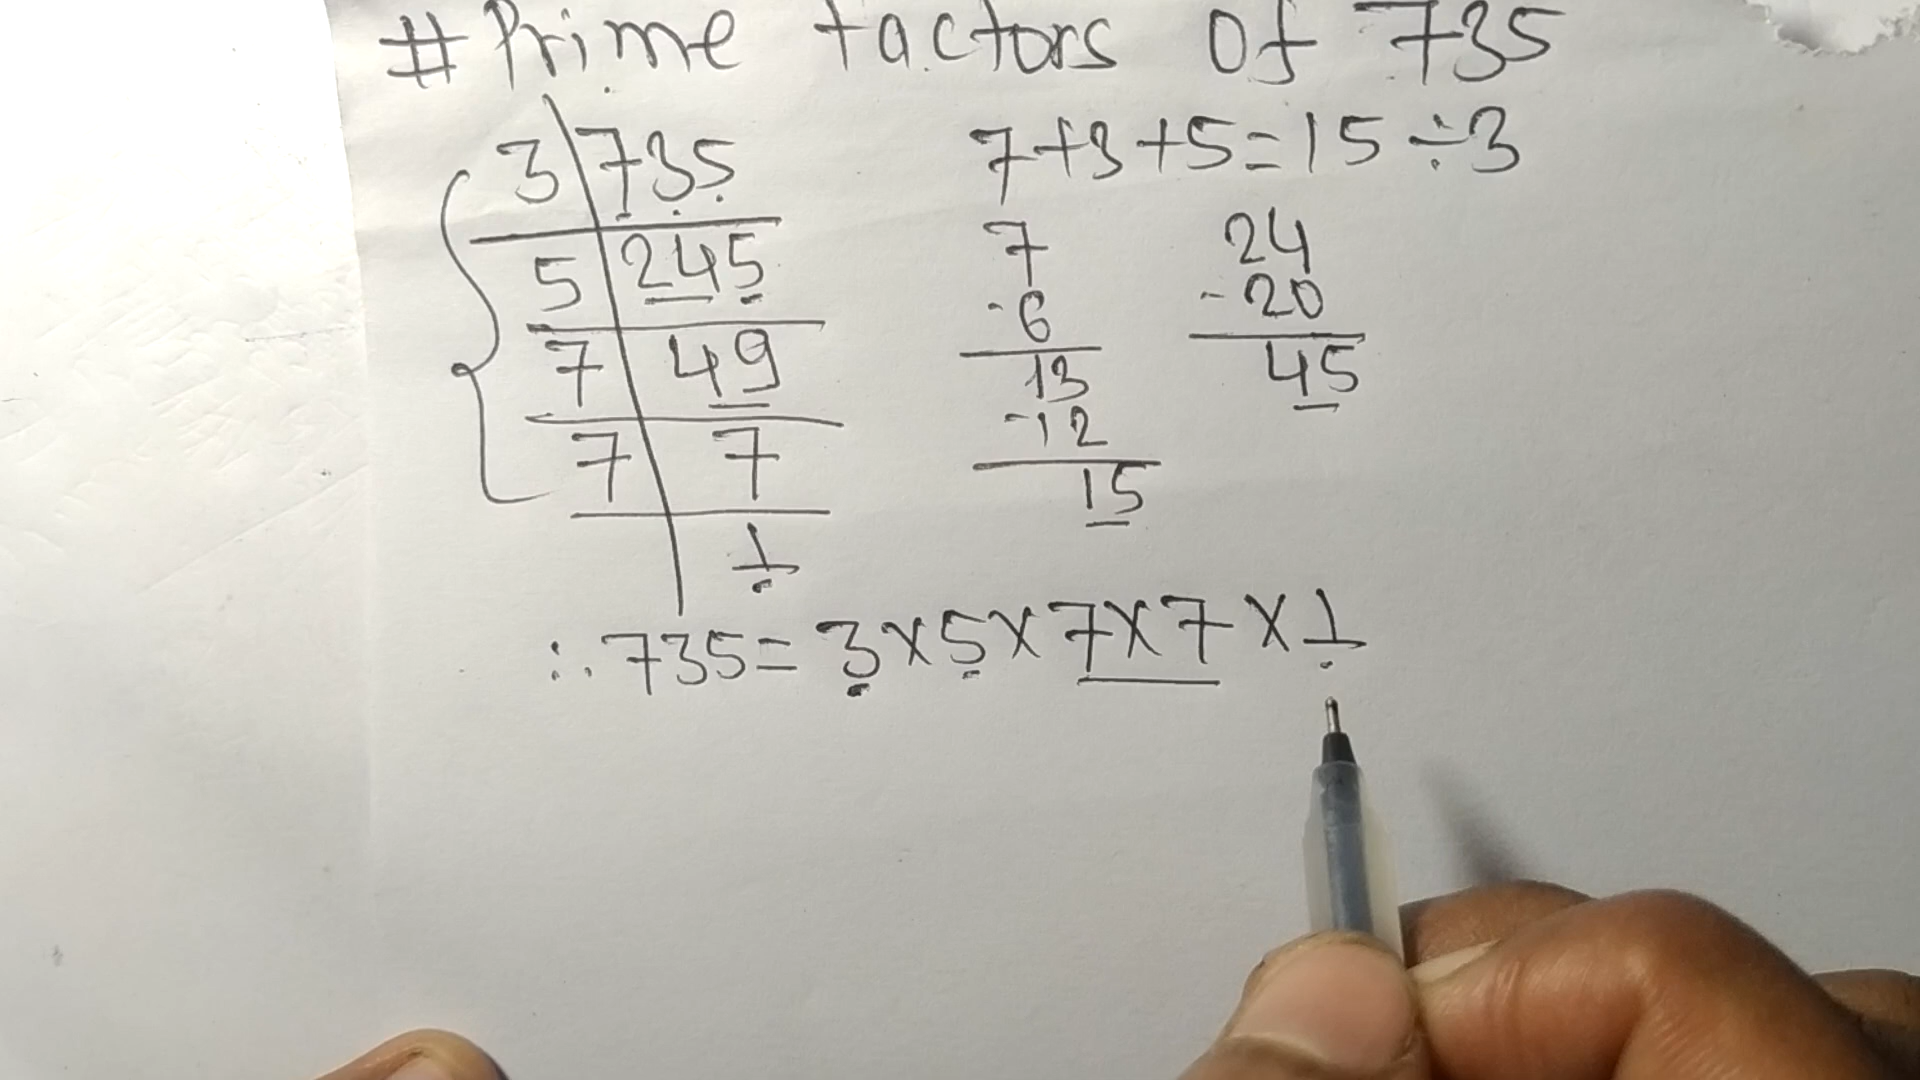 # Prime factors of 735
3 | 735
5 | 245
7 | 49
7 | 7
1
7+3+5=15÷3
7
-6
13
-12
15
24
-20
45
∴735=3×5×7×7×1